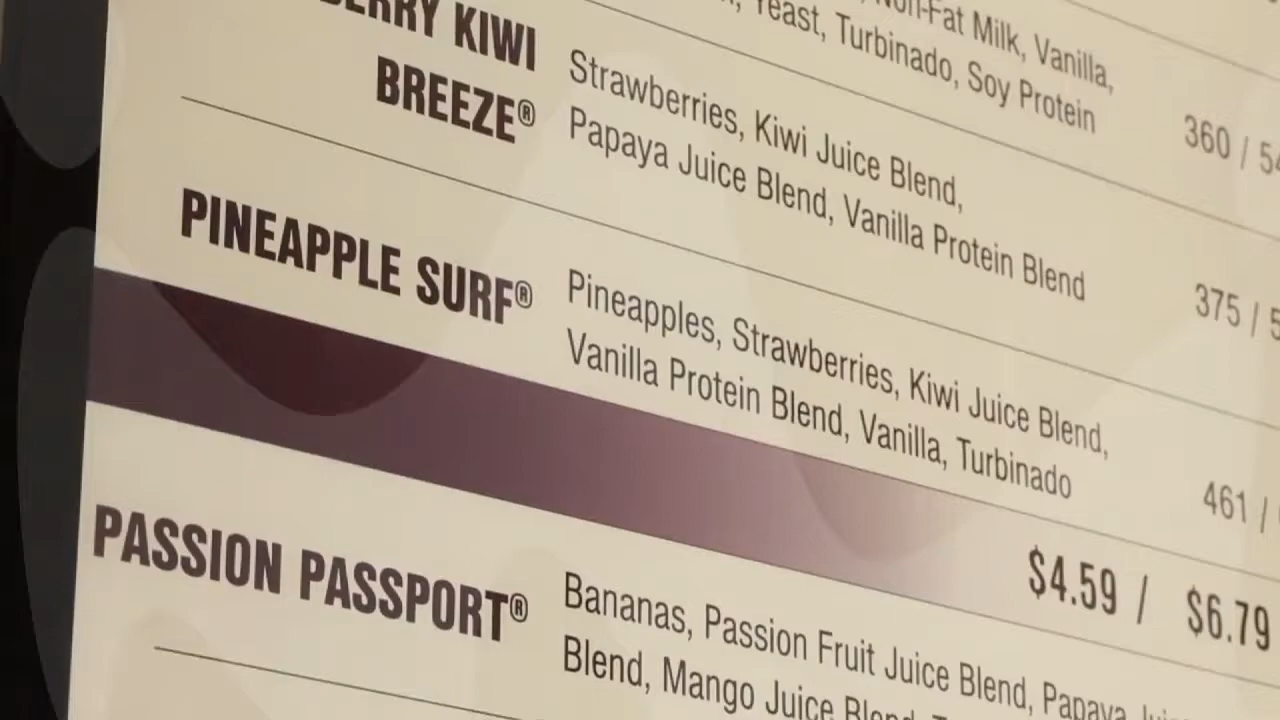 Non-Fat Milk, Vanilla,
Yeast, Turbinado, Soy Protein
360 /
KIWI
BREEZE®
Strawberries, Kiwi Juice Blend,
Papaya Juice Blend, Vanilla Protein Blend
375 /
PINEAPPLE SURF®
Pineapples, Strawberries, Kiwi Juice Blend,
Vanilla Protein Blend, Vanilla, Turbinado
461 /
$4.59 / $6.79
PASSION PASSPORT®
Bananas, Passion Fruit Juice Blend, Papaya
Blend, Mango Juice Blend,